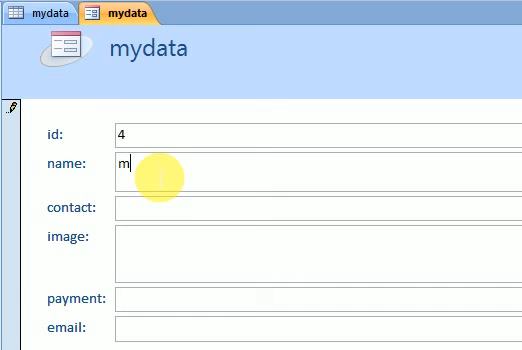 mydata mydata
mydata
id: 4
name: m
contact:
image:
payment:
email: